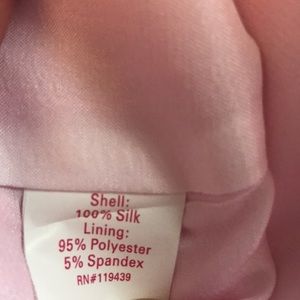 Shell:
100% Silk
Lining:
95% Polyester
5% Spandex
RN#119439